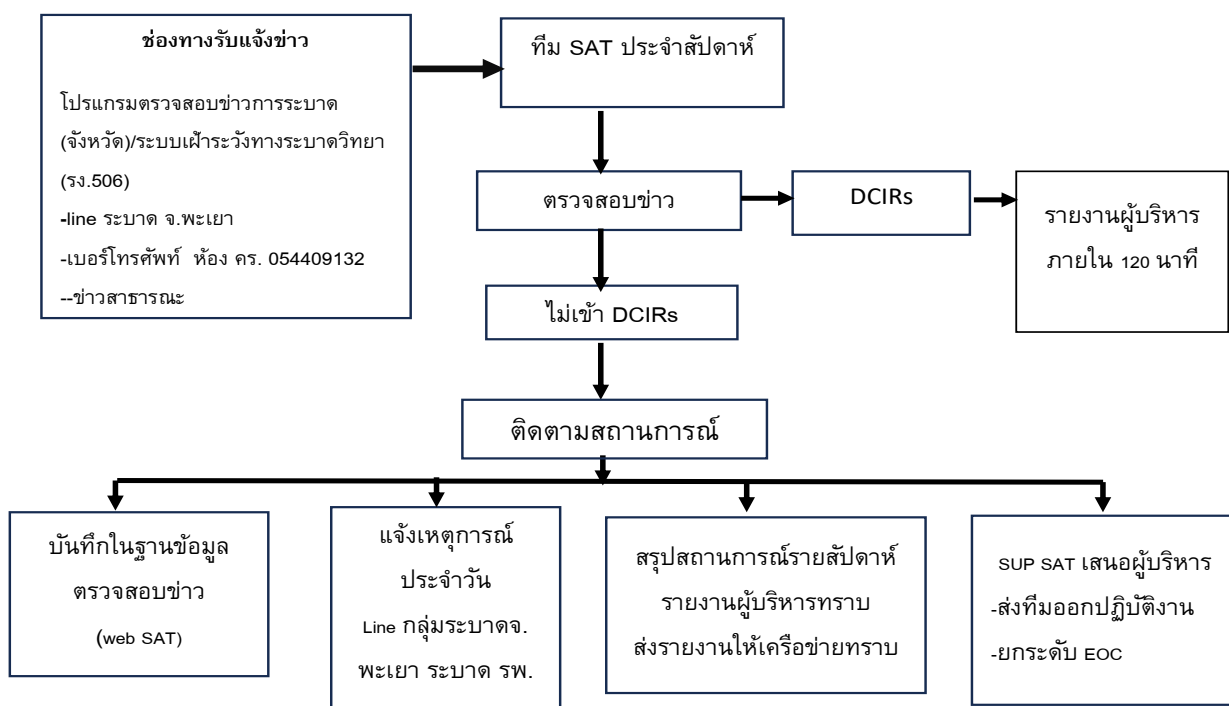 ช่องทางรับแจ้งข่าว
โปรแกรมตรวจสอบข่าวการระบาด
(จังหวัด)/ระบบเฝ้าระวังทางระบาดวิทยา
(รง.506)
-line ระบาด จ.พะเยา
-เบอร์โทรศัพท์ ห้อง คร. 054409132
--ข่าวสาธารณะ
ทีม SAT ประจำสัปดาห์
ตรวจสอบข่าว
DCIRs
รายงานผู้บริหาร
ภายใน 120 นาที
ไม่เข้า DCIRs
ติดตามสถานการณ์
บันทึกในฐานข้อมูล
ตรวจสอบข่าว
(web SAT)
แจ้งเหตุการณ์
ประจำวัน
Line กลุ่มระบาดจ.
พะเยา ระบาด รพ.
สรุปสถานการณ์รายสัปดาห์
รายงานผู้บริหารทราบ
ส่งรายงานให้เครือข่ายทราบ
SUP SAT เสนอผู้บริหาร
-ส่งทีมออกปฏิบัติงาน
-ยกระดับ EOC